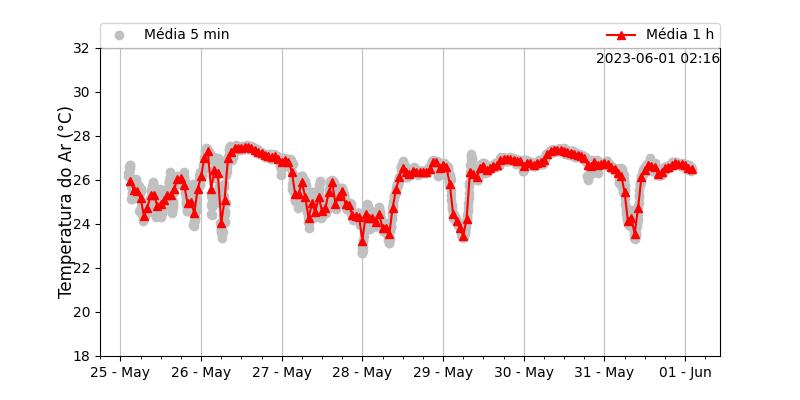 Média 5 min
Média 1 h
2023-06-01 02:16
Temperatura do Ar (°C)
32
30
28
26
24
22
20
18
25 - May
26 - May
27 - May
28 - May
29 - May
30 - May
31 - May
01 - Jun